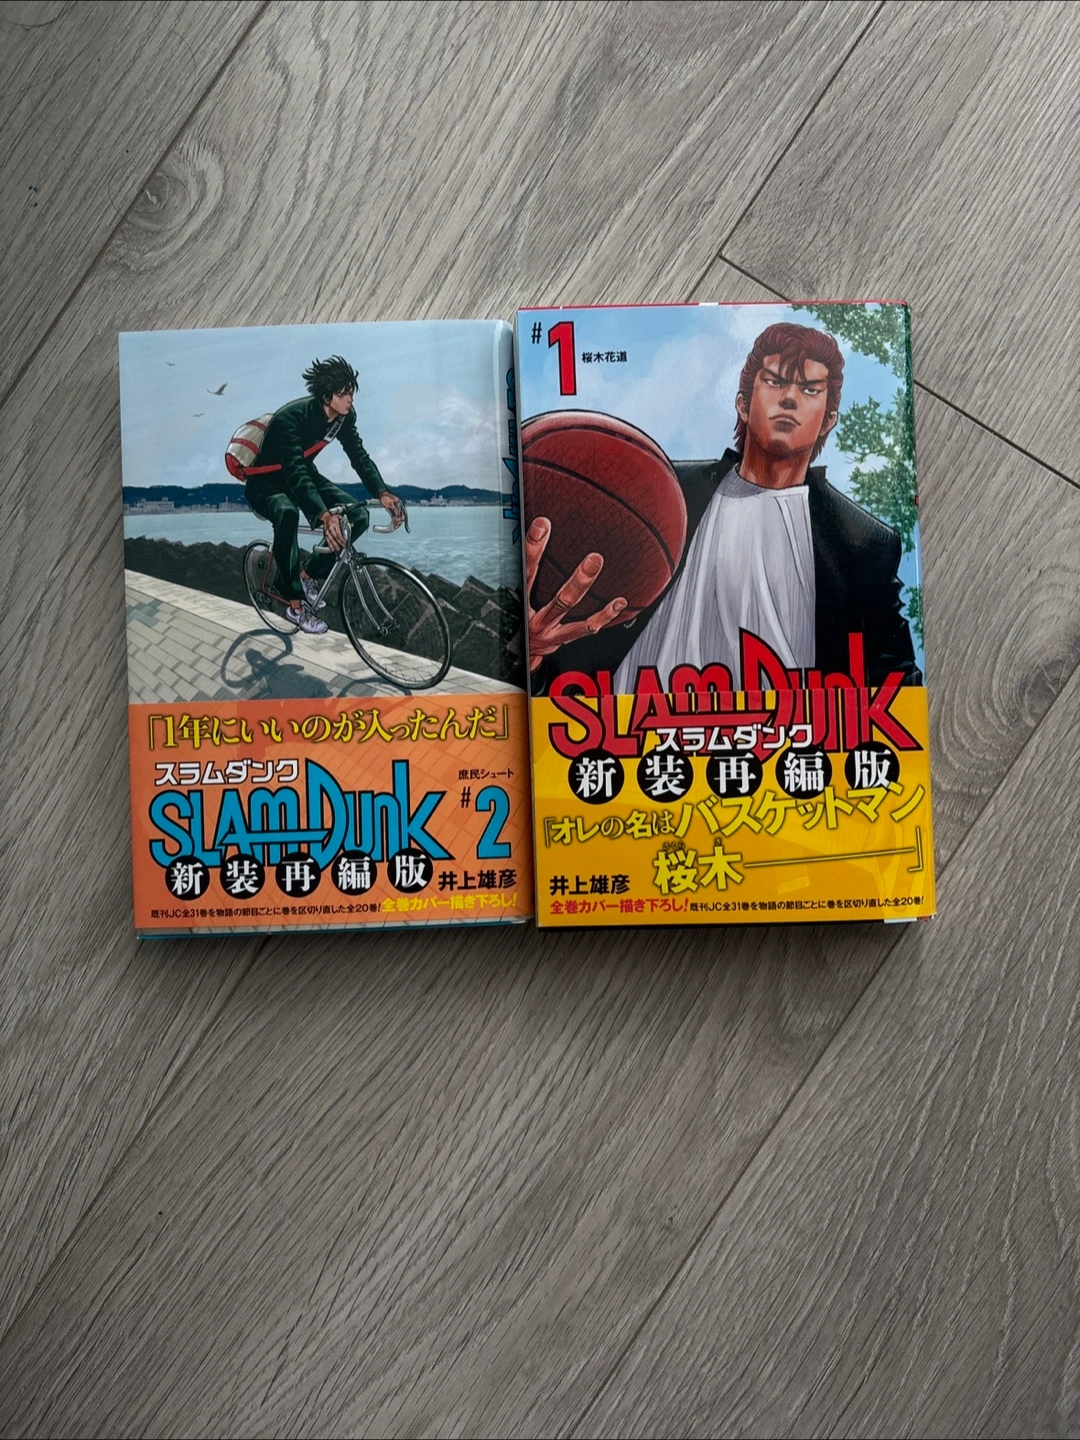 「1年にいいのが入ったんだ」
スラムダンク
庶民シュート
SLAM DUNK #2
新装再編版
井上雄彦
既刊JC全31巻を物語の節目ごとに巻を区切り直した全20巻! 全巻カバー描き下ろし!
#1 桜木花道
SLAM DUNK
スラムダンク
新装再編版
「オレの名はバスケットマン
さくらぎ
桜木―――」
井上雄彦
全巻カバー描き下ろし! 既刊JC全31巻を物語の節目ごとに巻を区切り直した全20巻!